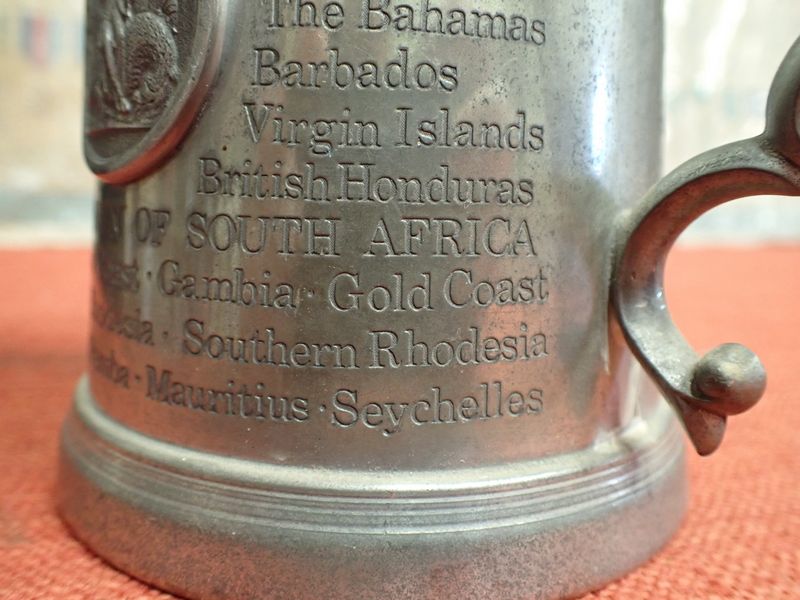 The Bahamas
Barbados
Virgin Islands
British Honduras
OF SOUTH AFRICA
· Gambia · Gold Coast
· Southern Rhodesia
· Mauritius · Seychelles